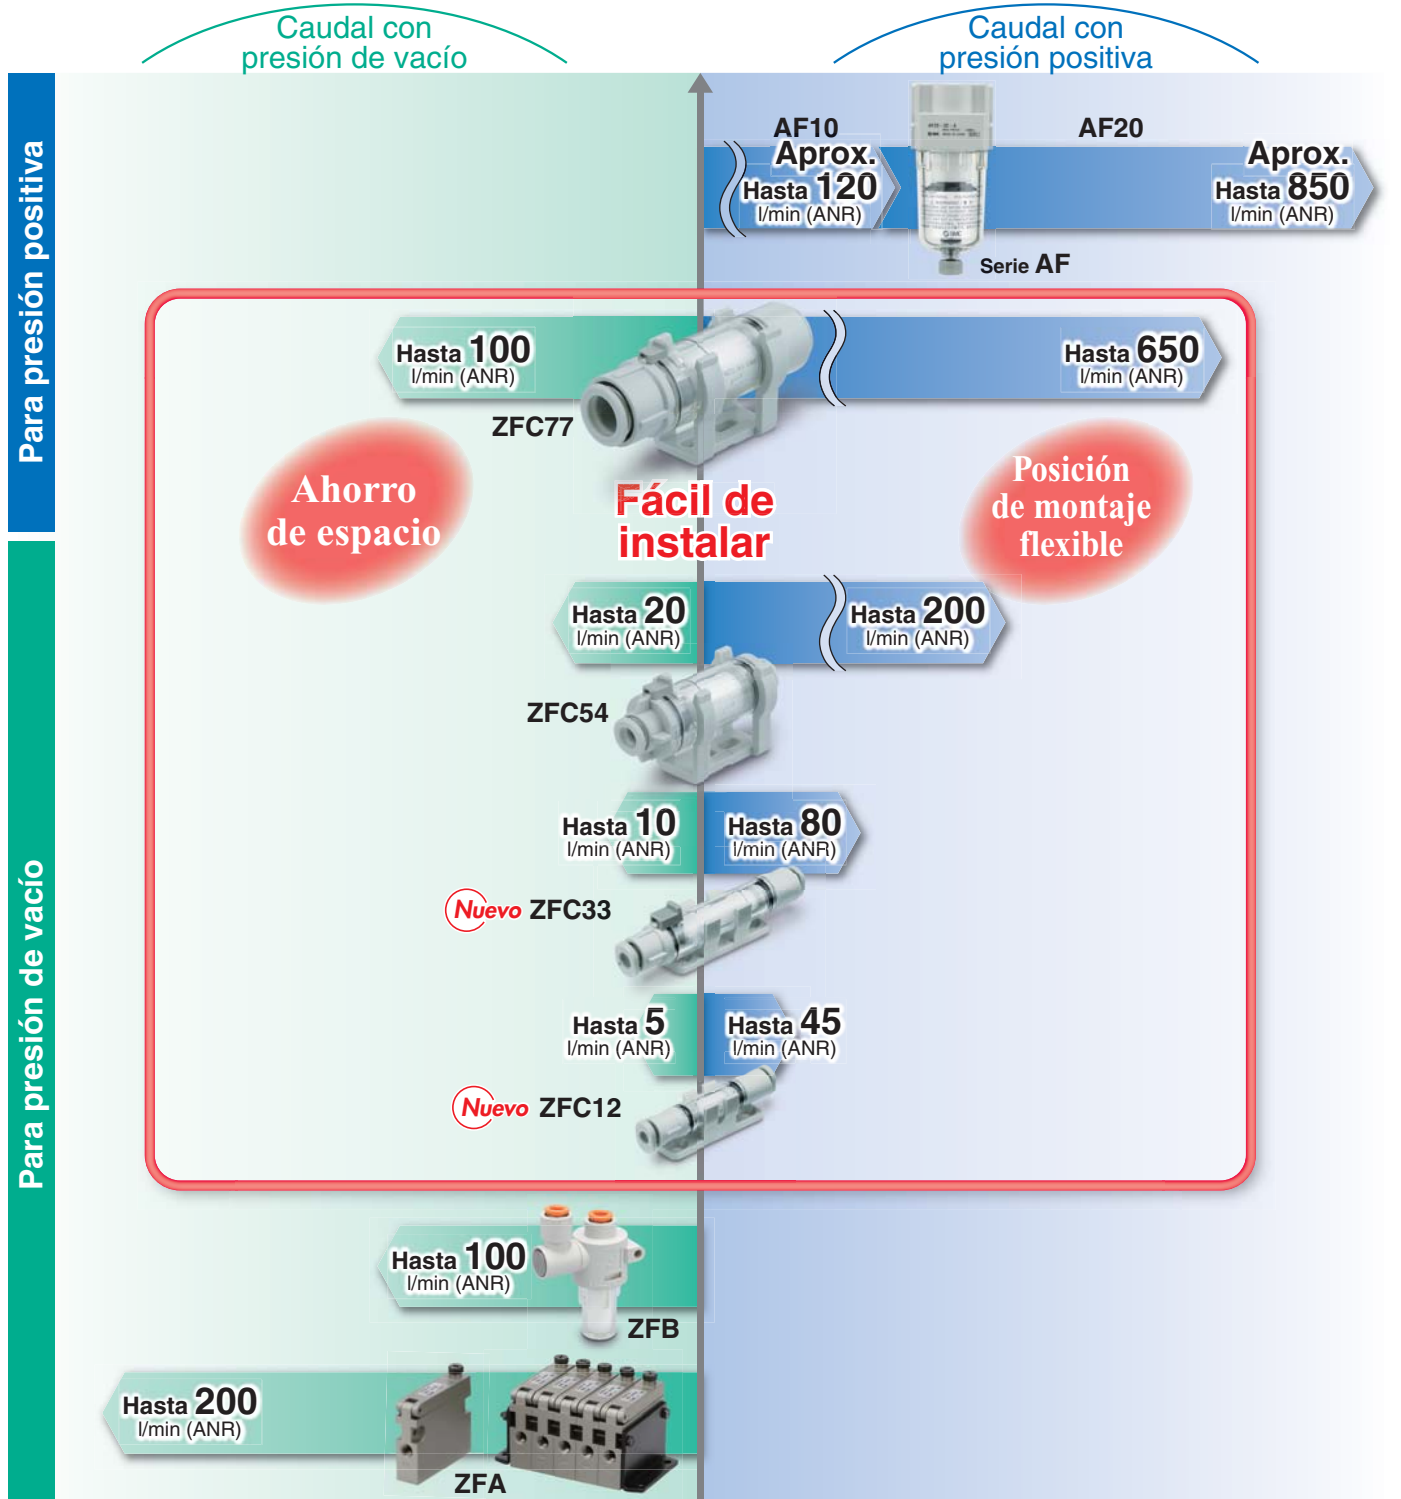 Caudal con
presión de vacío
Caudal con
presión positiva
Para presión positiva
AF10
Aprox.
Hasta 120
l/min (ANR)
AF20
Aprox.
Hasta 850
l/min (ANR)
Serie AF
Hasta 100
l/min (ANR)
Hasta 650
l/min (ANR)
ZFC77
Ahorro
de espacio
Fácil de
instalar
Posición
de montaje
flexible
Para presión de vacío
Hasta 20
l/min (ANR)
Hasta 200
l/min (ANR)
ZFC54
Hasta 10
l/min (ANR)
Hasta 80
l/min (ANR)
Nuevo ZFC33
Hasta 5
l/min (ANR)
Hasta 45
l/min (ANR)
Nuevo ZFC12
Hasta 100
l/min (ANR)
ZFB
Hasta 200
l/min (ANR)
ZFA